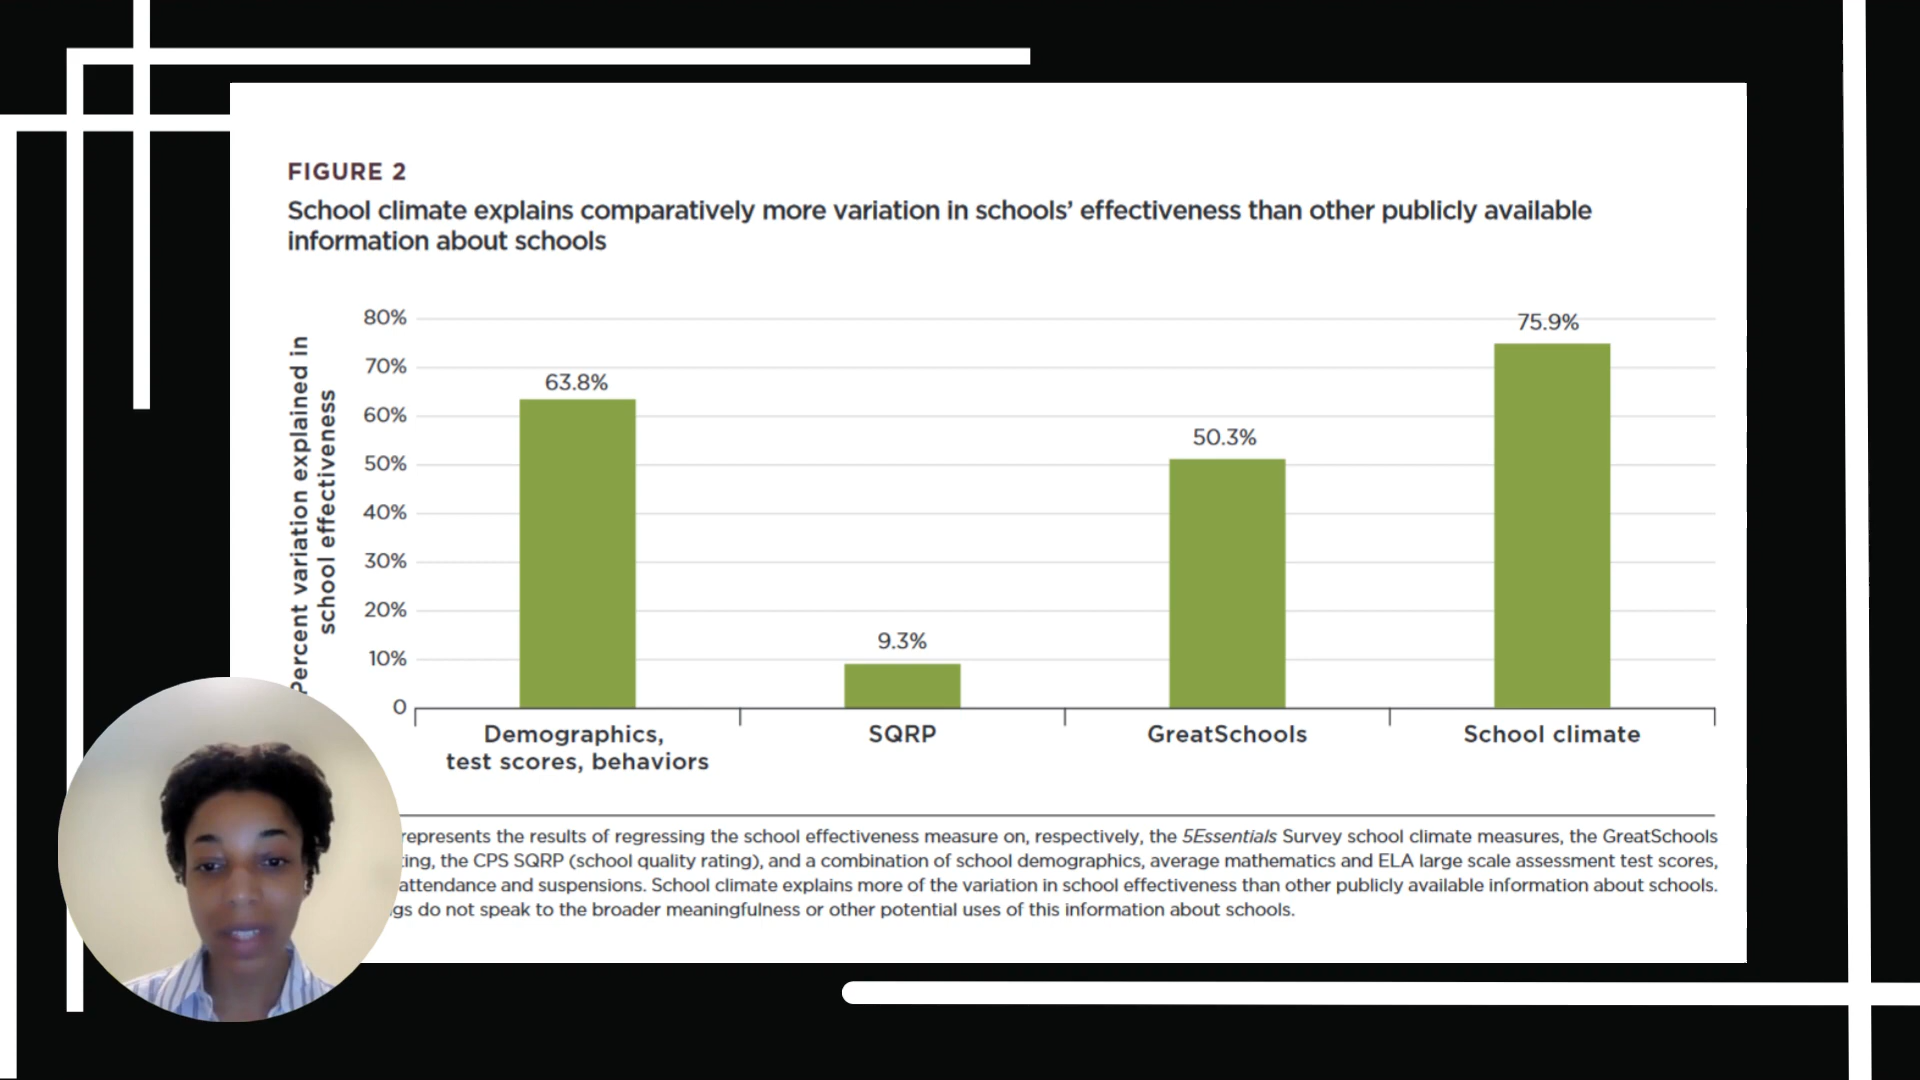 FIGURE 2
School climate explains comparatively more variation in schools’ effectiveness than other publicly available
information about schools
Percent variation explained in
school effectiveness
80%
70%
60%
50%
40%
30%
20%
10%
0
63.8%
9.3%
50.3%
75.9%
Demographics,
test scores, behaviors
SQRP
GreatSchools
School climate
represents the results of regressing the school effectiveness measure on, respectively, the 5Essentials Survey school climate measures, the GreatSchools
the CPS SQRP (school quality rating), and a combination of school demographics, average mathematics and ELA large scale assessment test scores,
attendance and suspensions. School climate explains more of the variation in school effectiveness than other publicly available information about schools.
do not speak to the broader meaningfulness or other potential uses of this information about schools.